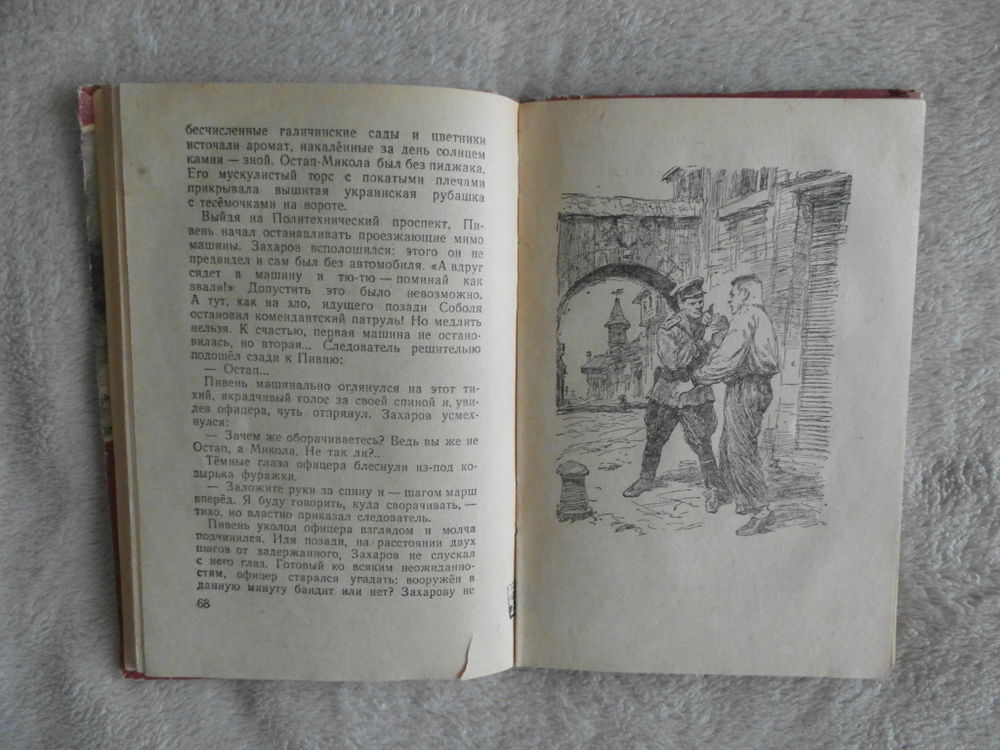 бесчисленные галичинские сады и цветники
источали аромат, накалённые за день солнцем
камни — зной. Остап-Микола был без пиджака.
Его мускулистый торс с покатыми плечами
прикрывала вышитая украинская рубашка
с тесёмочками на вороте.
Выйдя на Политехнический проспект, Пи-
вень начал останавливать проезжающие мимо
машины. Захаров всполошился: этого он не
предвидел и сам был без автомобиля. «А вдруг
сядет в машину и тю-тю — поминай как
звали!» Допустить это было невозможно.
А тут, как на зло, идущего позади Соболя
остановил комендантский патруль! Но медлить
нельзя. К счастью, первая машина не остано-
вилась, но вторая... Следователь решительно
подошёл сзади к Пивню:
— Остап...
Пивень машинально оглянулся на этот ти-
хий, вкрадчивый голос за своей спиной и, уви-
дев офицера, чуть отпрянул. Захаров усмех-
нулся:
— Зачем же оборачиваетесь? Ведь вы же не
Остап, а Микола. Не так ли?..
Тёмные глаза офицера блеснули из-под ко-
зырька фуражки.
— Заложите руки за спину и — шагом марш
вперёд. Я буду говорить, куда сворачивать, —
тихо, но властно приказал следователь.
Пивень уколол офицера взглядом и молча
подчинился. Идя позади, на расстоянии двух
шагов от задержанного, Захаров не спускал
с него глаз. Готовый ко всяким неожиданно-
стям, офицер старался угадать: вооружён в
данную минуту бандит или нет? Захарову не
68